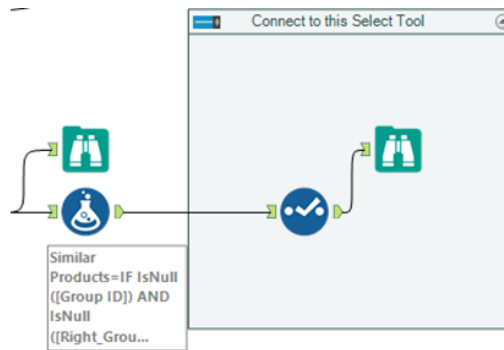 Connect to this Select Tool
Similar
Products=IF IsNull
([Group ID]) AND
IsNull
([Right_Grou...